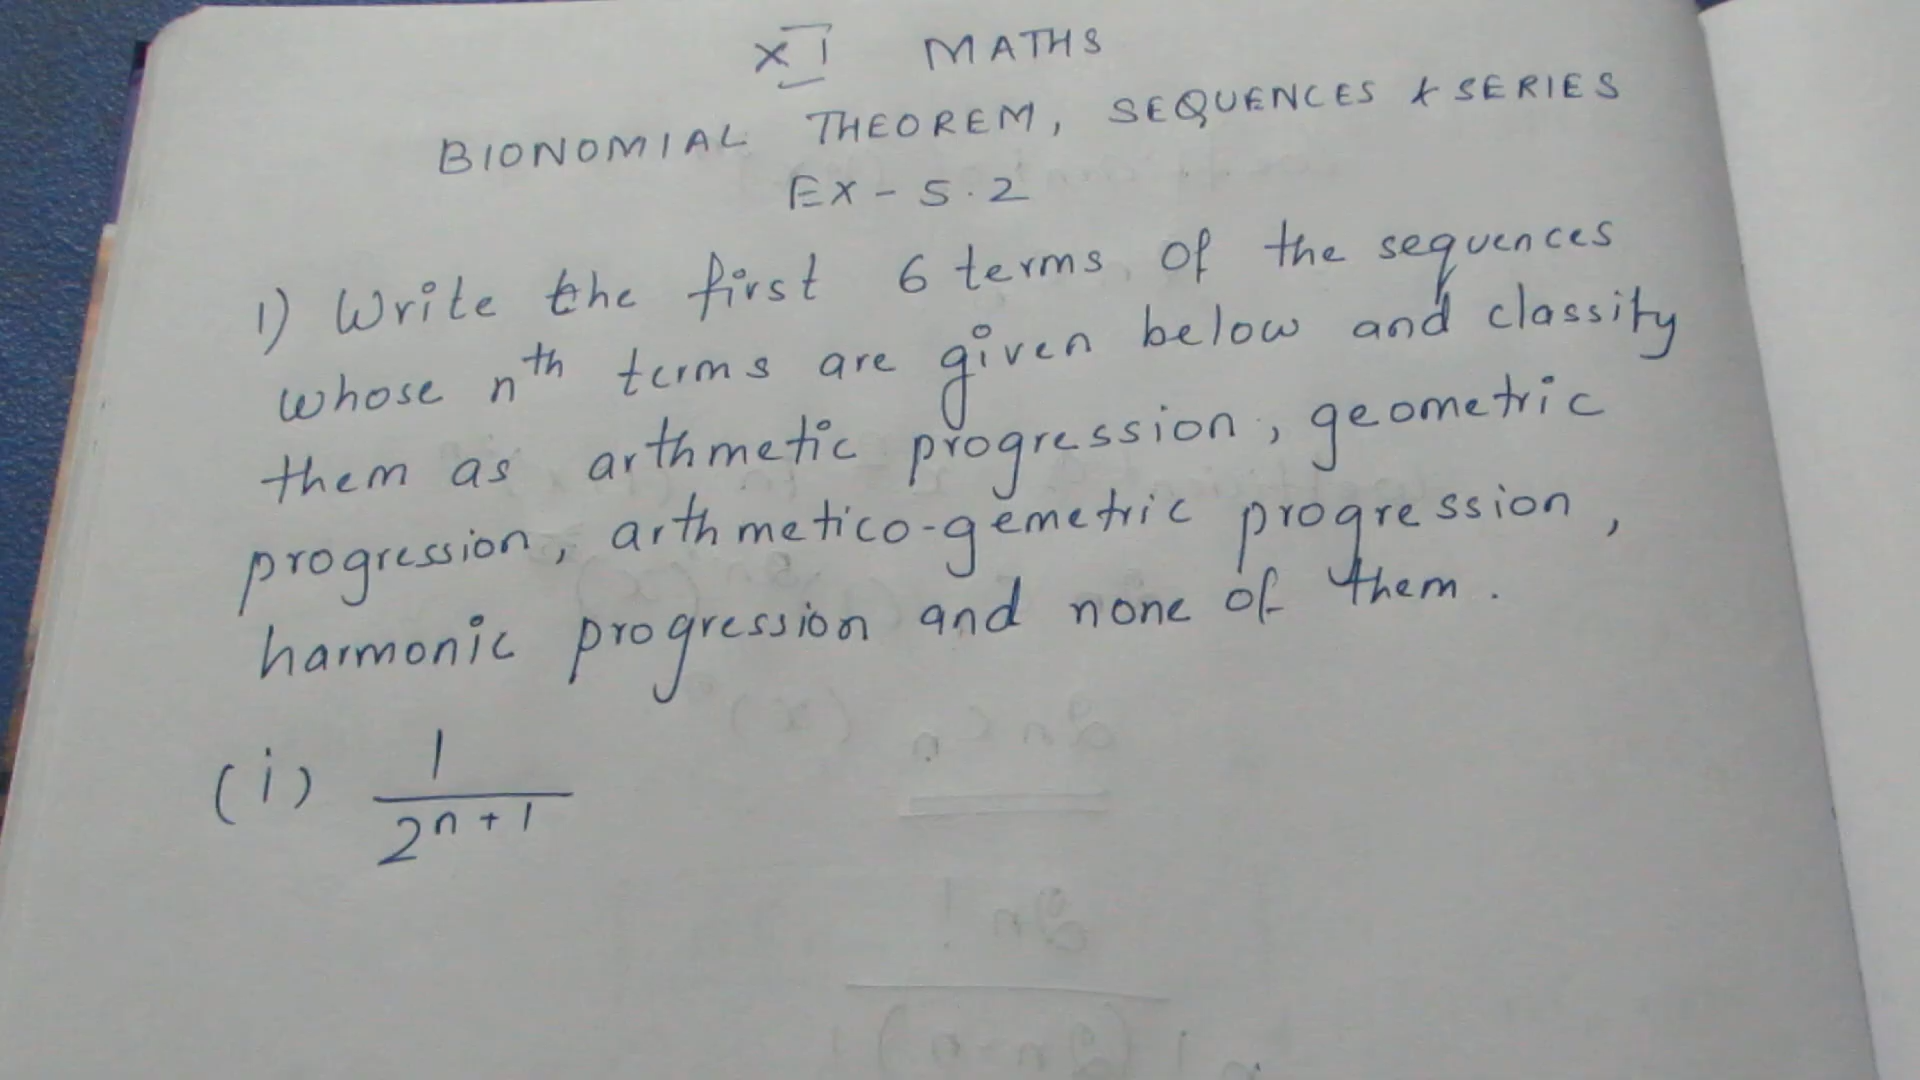 XI MATHS
BIONOMIAL THEOREM, SEQUENCES & SERIES
EX - 5.2
1) Write the first 6 terms of the sequences
whose nth terms are given below and classify
them as arthmetic progression, geometric
progression, arthmetico-gemetric progression,
harmonic progression and none of them.
(i) 1
2^{n+1}